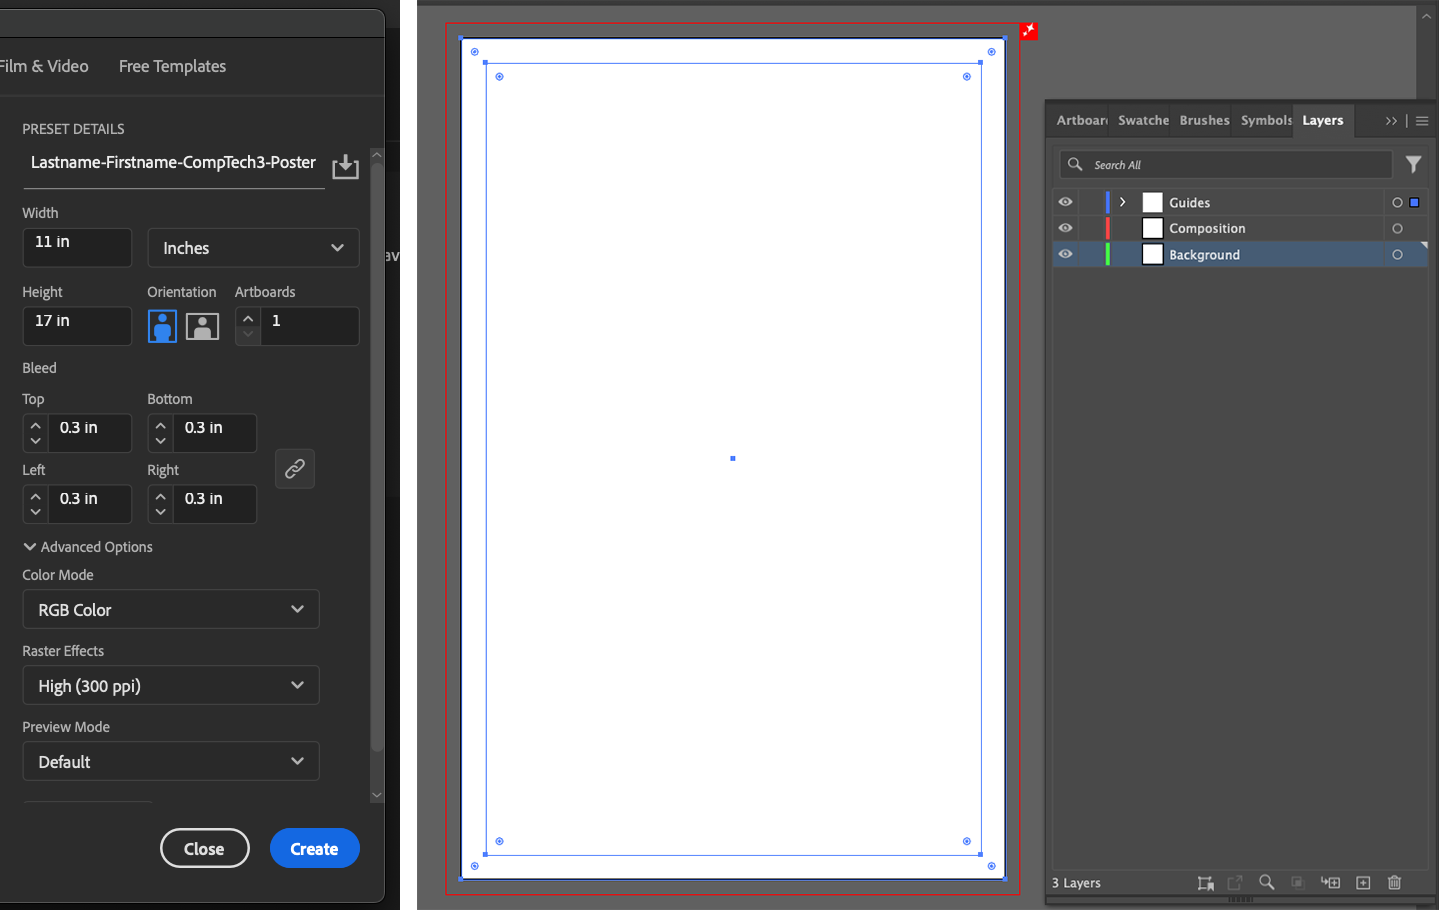 Film & Video Free Templates
PRESET DETAILS
Lastname-Firstname-CompTech3-Poster
Width
11 in Inches
Height Orientation Artboards
17 in 1
Bleed
Top Bottom
0.3 in 0.3 in
Left Right
0.3 in 0.3 in
Advanced Options
Color Mode
RGB Color
Raster Effects
High (300 ppi)
Preview Mode
Default
Close Create
av
Artboar Swatche Brushes Symbols Layers
Search All
Guides
Composition
Background
3 Layers